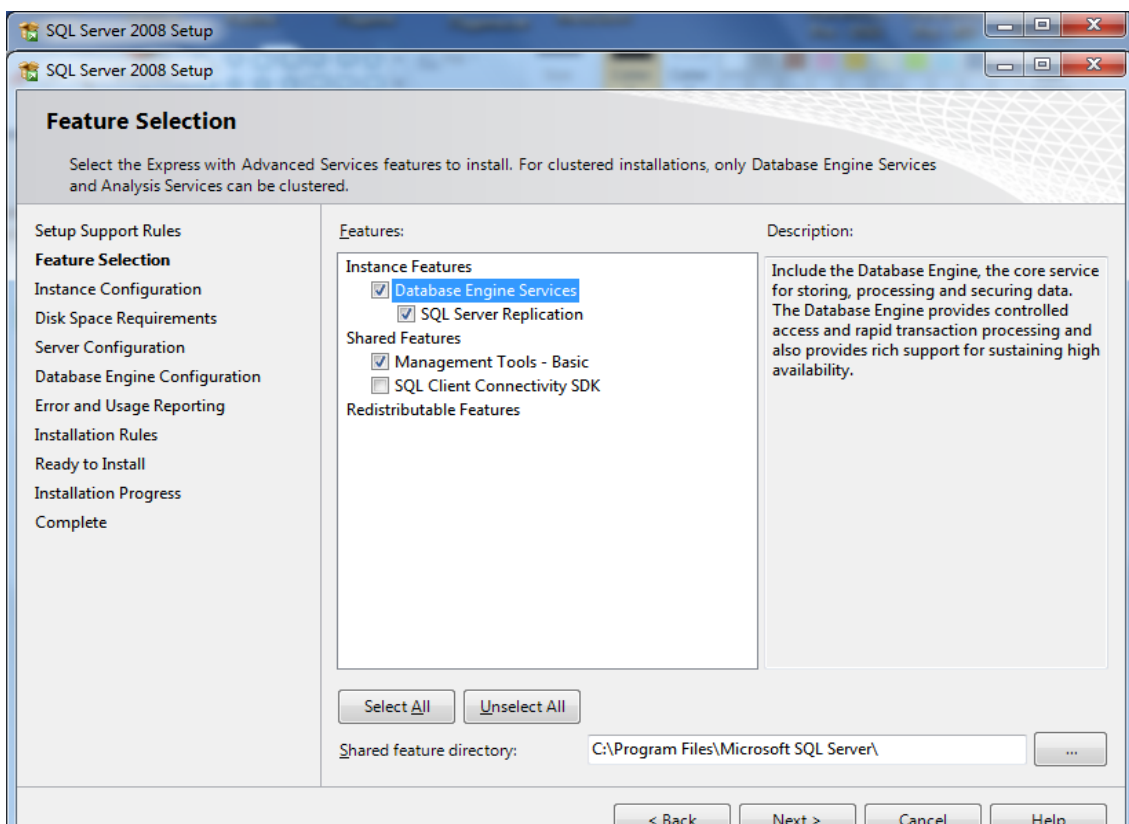 SQL Server 2008 Setup
SQL Server 2008 Setup
Feature Selection
Select the Express with Advanced Services features to install. For clustered installations, only Database Engine Services
and Analysis Services can be clustered.
Setup Support Rules
Feature Selection
Instance Configuration
Disk Space Requirements
Server Configuration
Database Engine Configuration
Error and Usage Reporting
Installation Rules
Ready to Install
Installation Progress
Complete
Features:
Instance Features
Database Engine Services
SQL Server Replication
Shared Features
Management Tools - Basic
SQL Client Connectivity SDK
Redistributable Features
Description:
Include the Database Engine, the core service
for storing, processing and securing data.
The Database Engine provides controlled
access and rapid transaction processing and
also provides rich support for sustaining high
availability.
Select All
Unselect All
Shared feature directory:
C:\Program Files\Microsoft SQL Server\
...
< Back
Next >
Cancel
Help